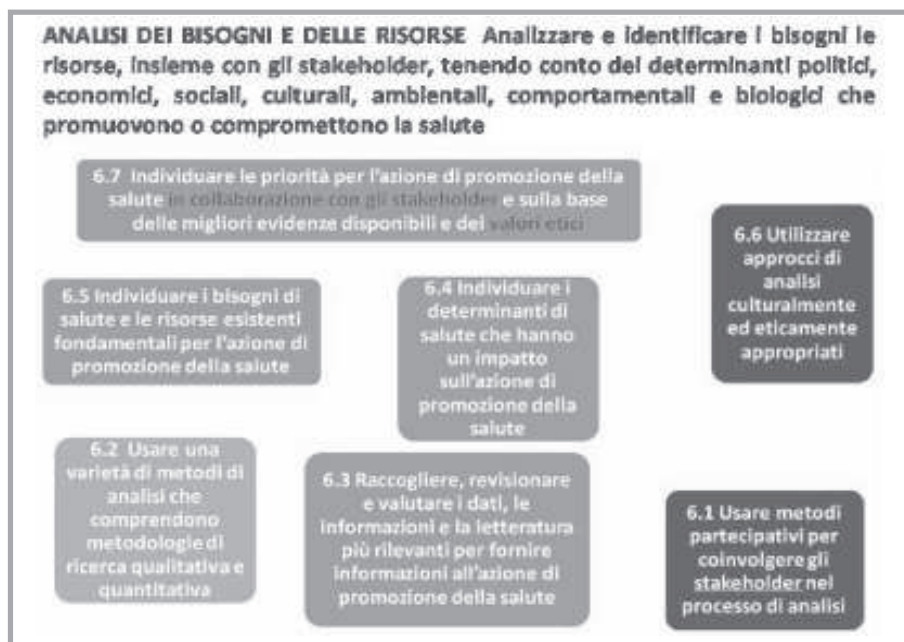 ANALISI DEI BISOGNI E DELLE RISORSE Analizzare e identificare i bisogni le
risorse, insieme con gli stakeholder, tenendo conto dei determinanti politici,
economici, sociali, culturali, ambientali, comportamentali e biologici che
promuovono o compromettono la salute
6.7 Individuare le priorità per l'azione di promozione della
salute in collaborazione con gli stakeholder e sulla base
delle migliori evidenze disponibili e dei valori etici
6.6 Utilizzare
approcci di
analisi
culturalmente
ed eticamente
appropriati
6.5 Individuare i bisogni di
salute e le risorse esistenti
fondamentali per l'azione di
promozione della salute
6.4 Individuare i
determinanti di
salute che hanno
un impatto
sull'azione di
promozione della
salute
6.2 Usare una
varietà di metodi di
analisi che
comprendono
metodologie di
ricerca qualitativa e
quantitativa
6.3 Raccogliere, revisionare
e valutare i dati, le
informazioni e la letteratura
più rilevanti per fornire
informazioni all'azione di
promozione della salute
6.1 Usare metodi
partecipativi per
coinvolgere gli
stakeholder nel
processo di analisi